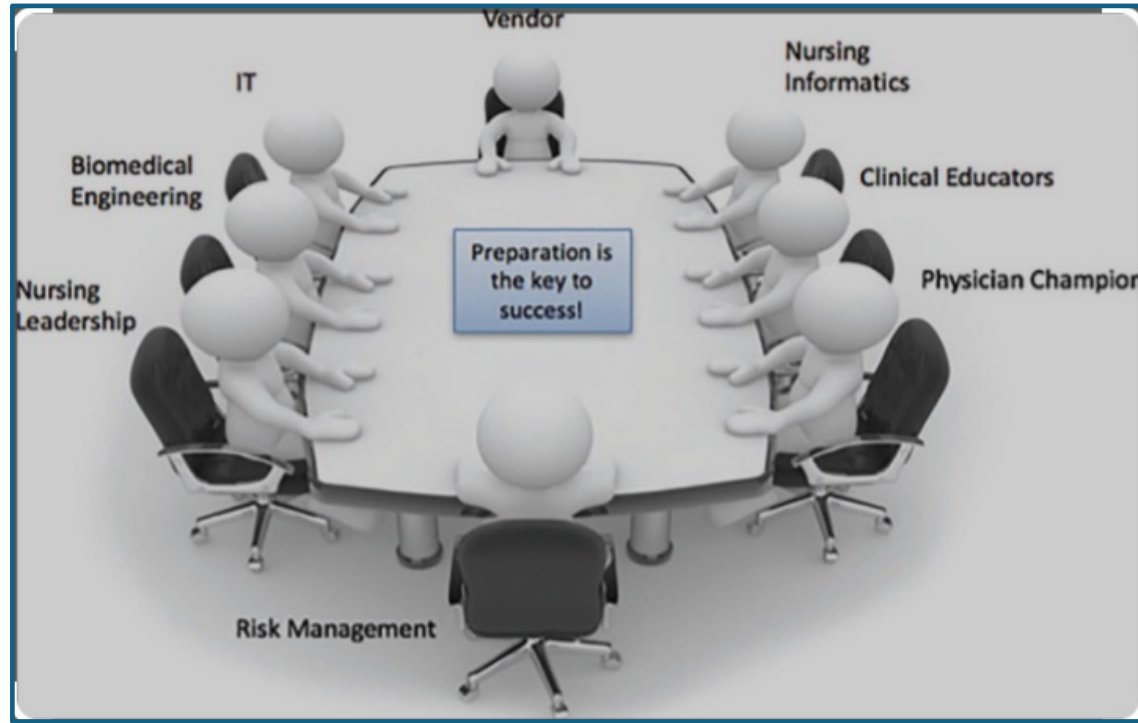 Vendor
IT
Nursing
Informatics
Biomedical
Engineering
Clinical Educators
Preparation is
the key to
success!
Nursing
Leadership
Physician Champion
Risk Management